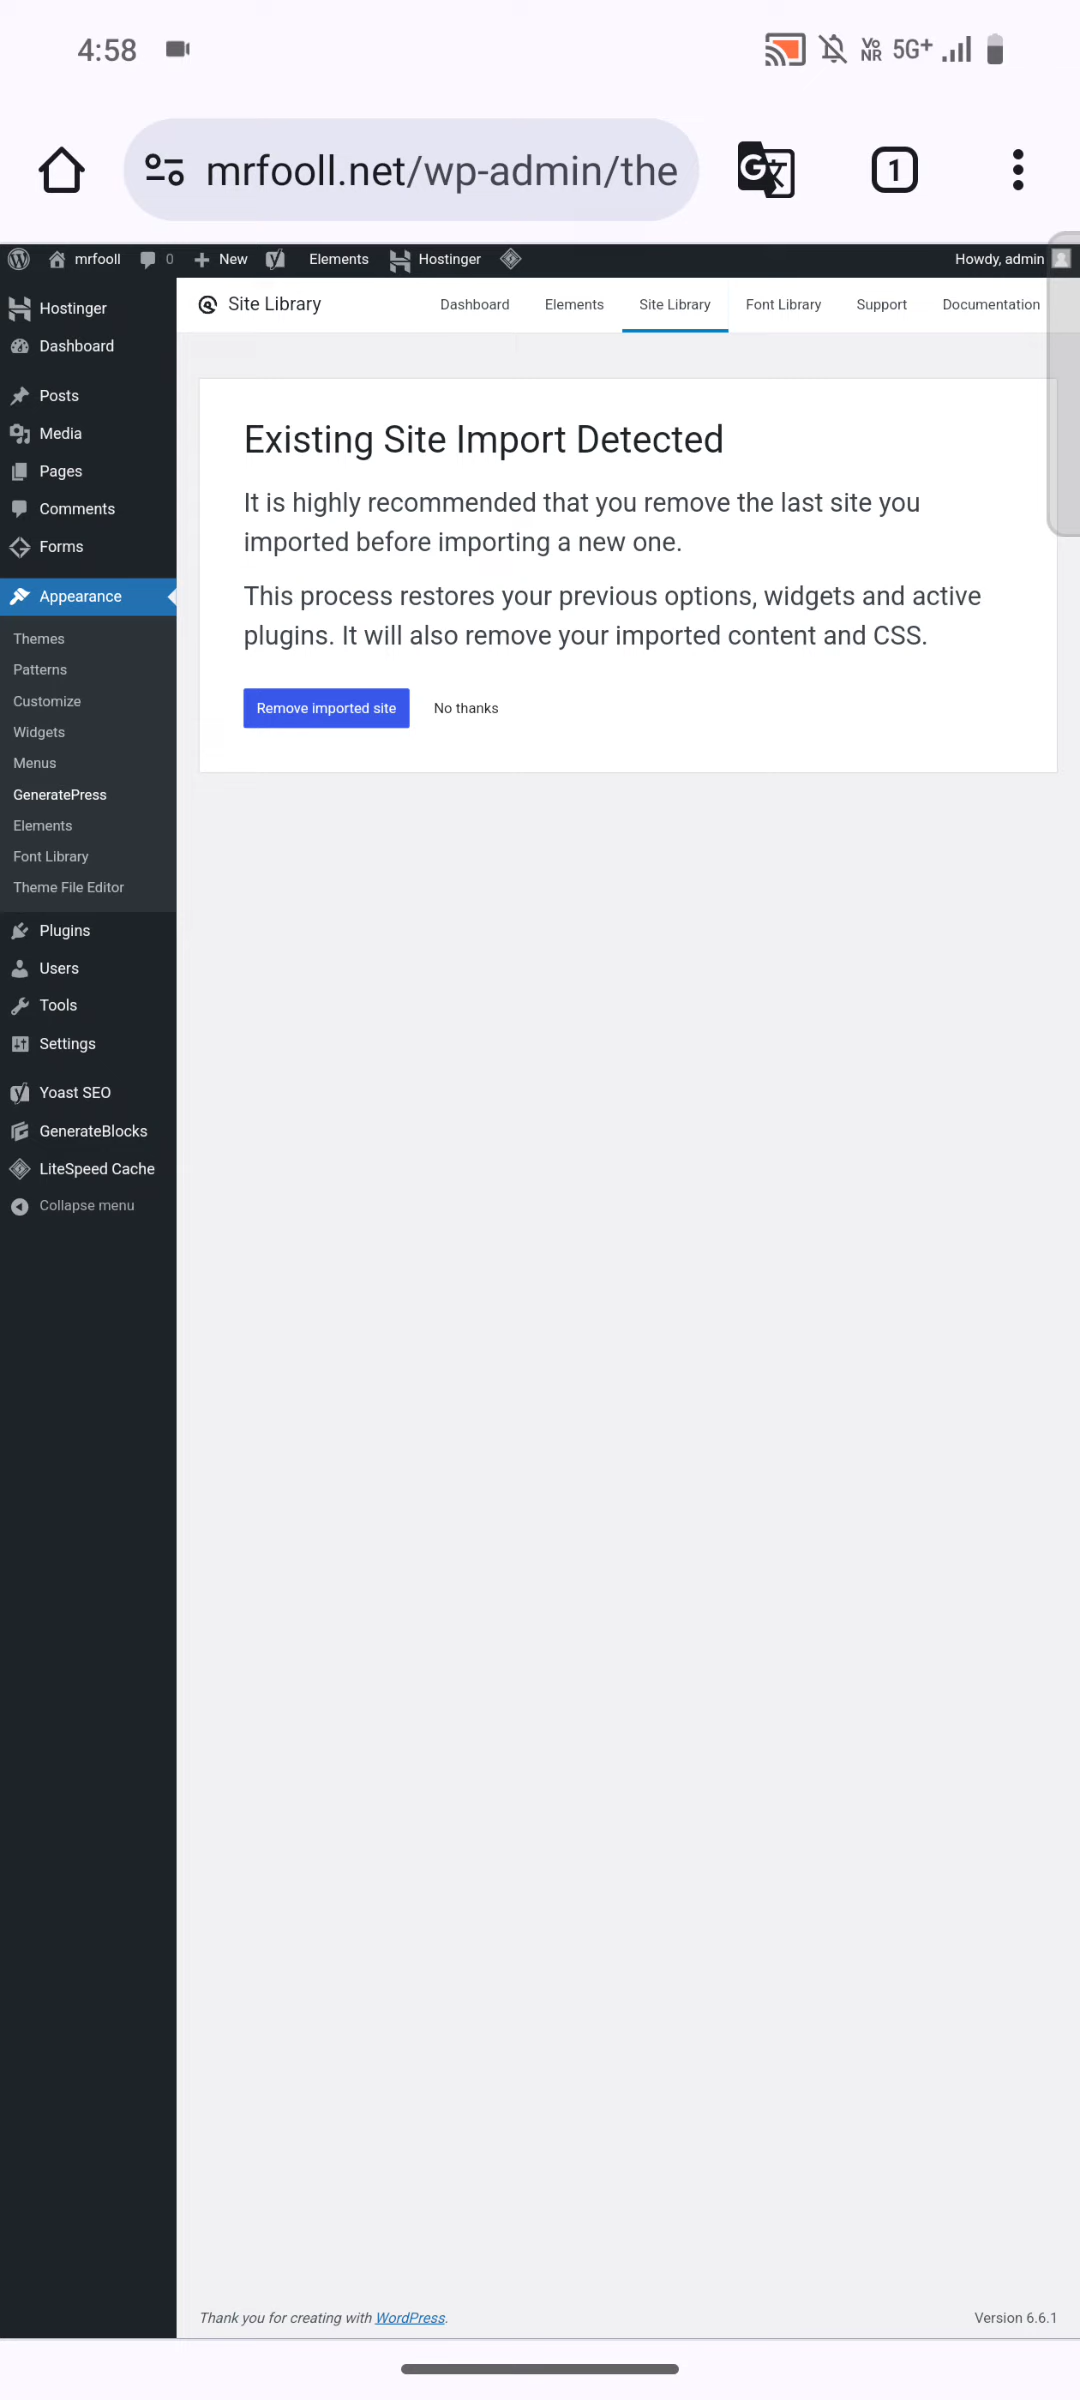 4:58
Vo
NR
5G+
mrfooll.net/wp-admin/the
1
mrfooll
0
New
Elements
Hostinger
Howdy, admin
Hostinger
Dashboard
Posts
Media
Pages
Comments
Forms
Appearance
Themes
Patterns
Customize
Widgets
Menus
GeneratePress
Elements
Font Library
Theme File Editor
Plugins
Users
Tools
Settings
Yoast SEO
GenerateBlocks
LiteSpeed Cache
Collapse menu
Site Library
Dashboard
Elements
Site Library
Font Library
Support
Documentation
Existing Site Import Detected
It is highly recommended that you remove the last site you
imported before importing a new one.
This process restores your previous options, widgets and active
plugins. It will also remove your imported content and CSS.
Remove imported site
No thanks
Thank you for creating with WordPress.
Version 6.6.1